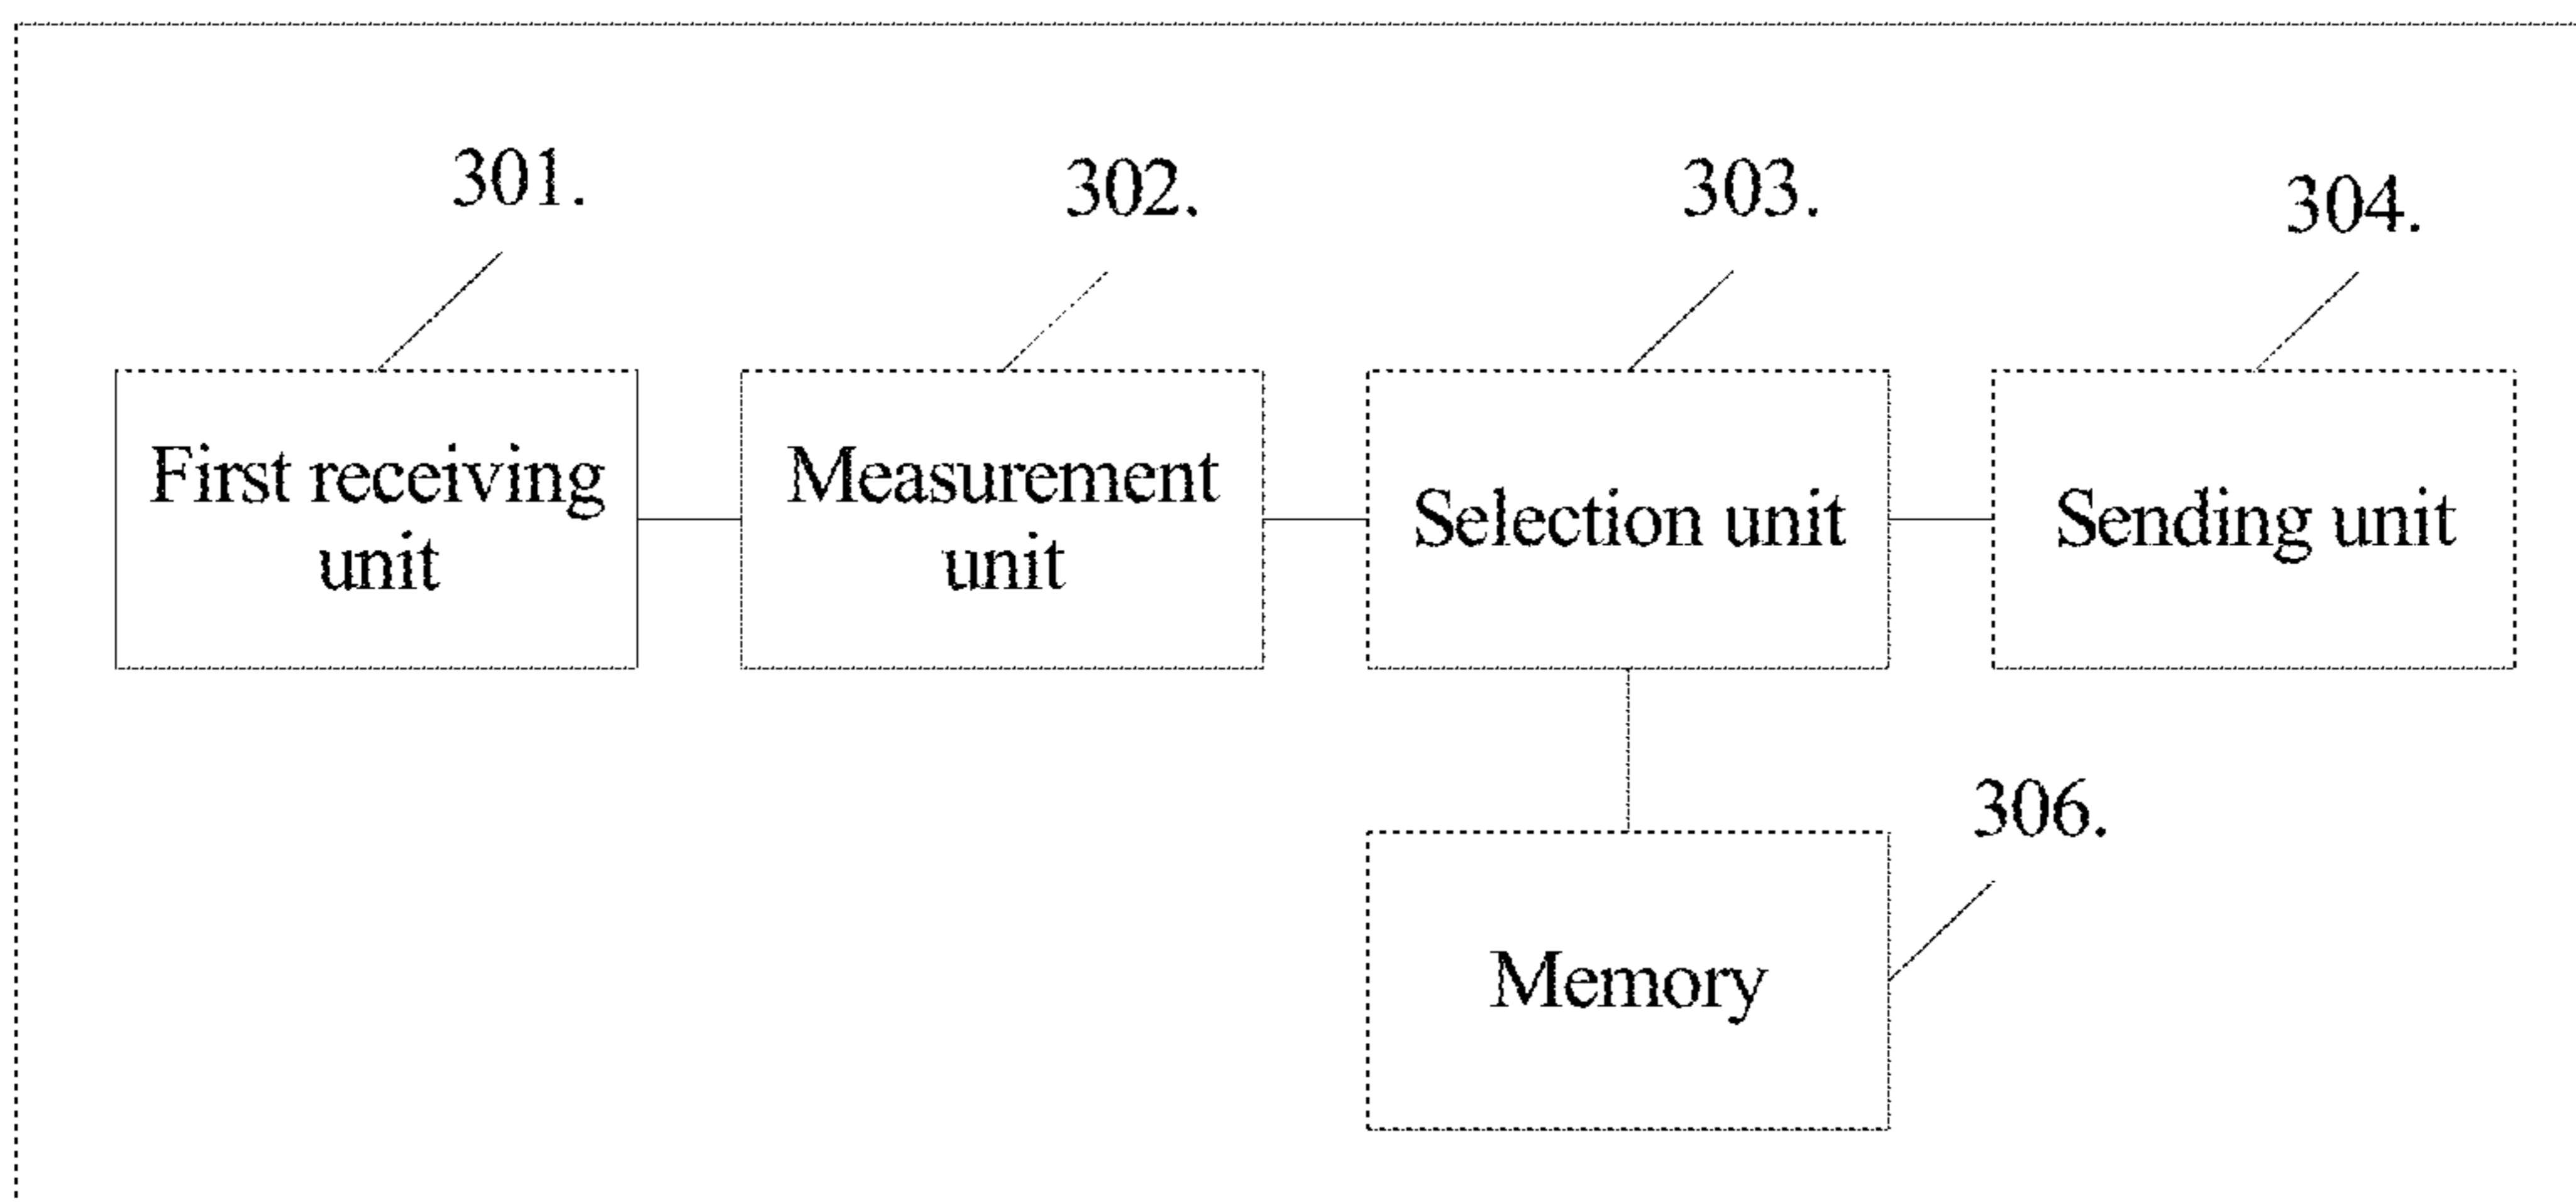 301.
302.
303.
304.
First receiving
unit
Measurement
unit
Selection unit
Sending unit
306.
Memory